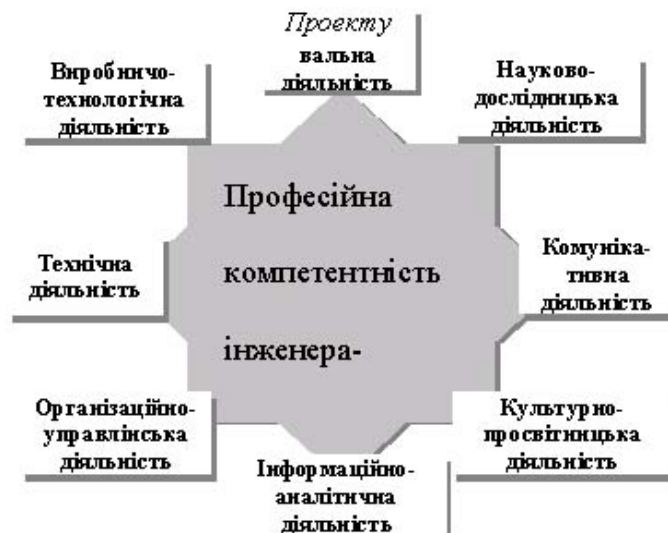 Проекту
вальна
діяльність
Виробничо-
технологічна
діяльність
Науково-
дослідницька
діяльність
Професійна
компетентність
інженера-
Технічна
діяльність
Комуніка-
тивна
діяльність
Організаційно-
управлінська
діяльність
Культурно-
просвітницька
діяльність
Інформаційно-
аналітична
діяльність